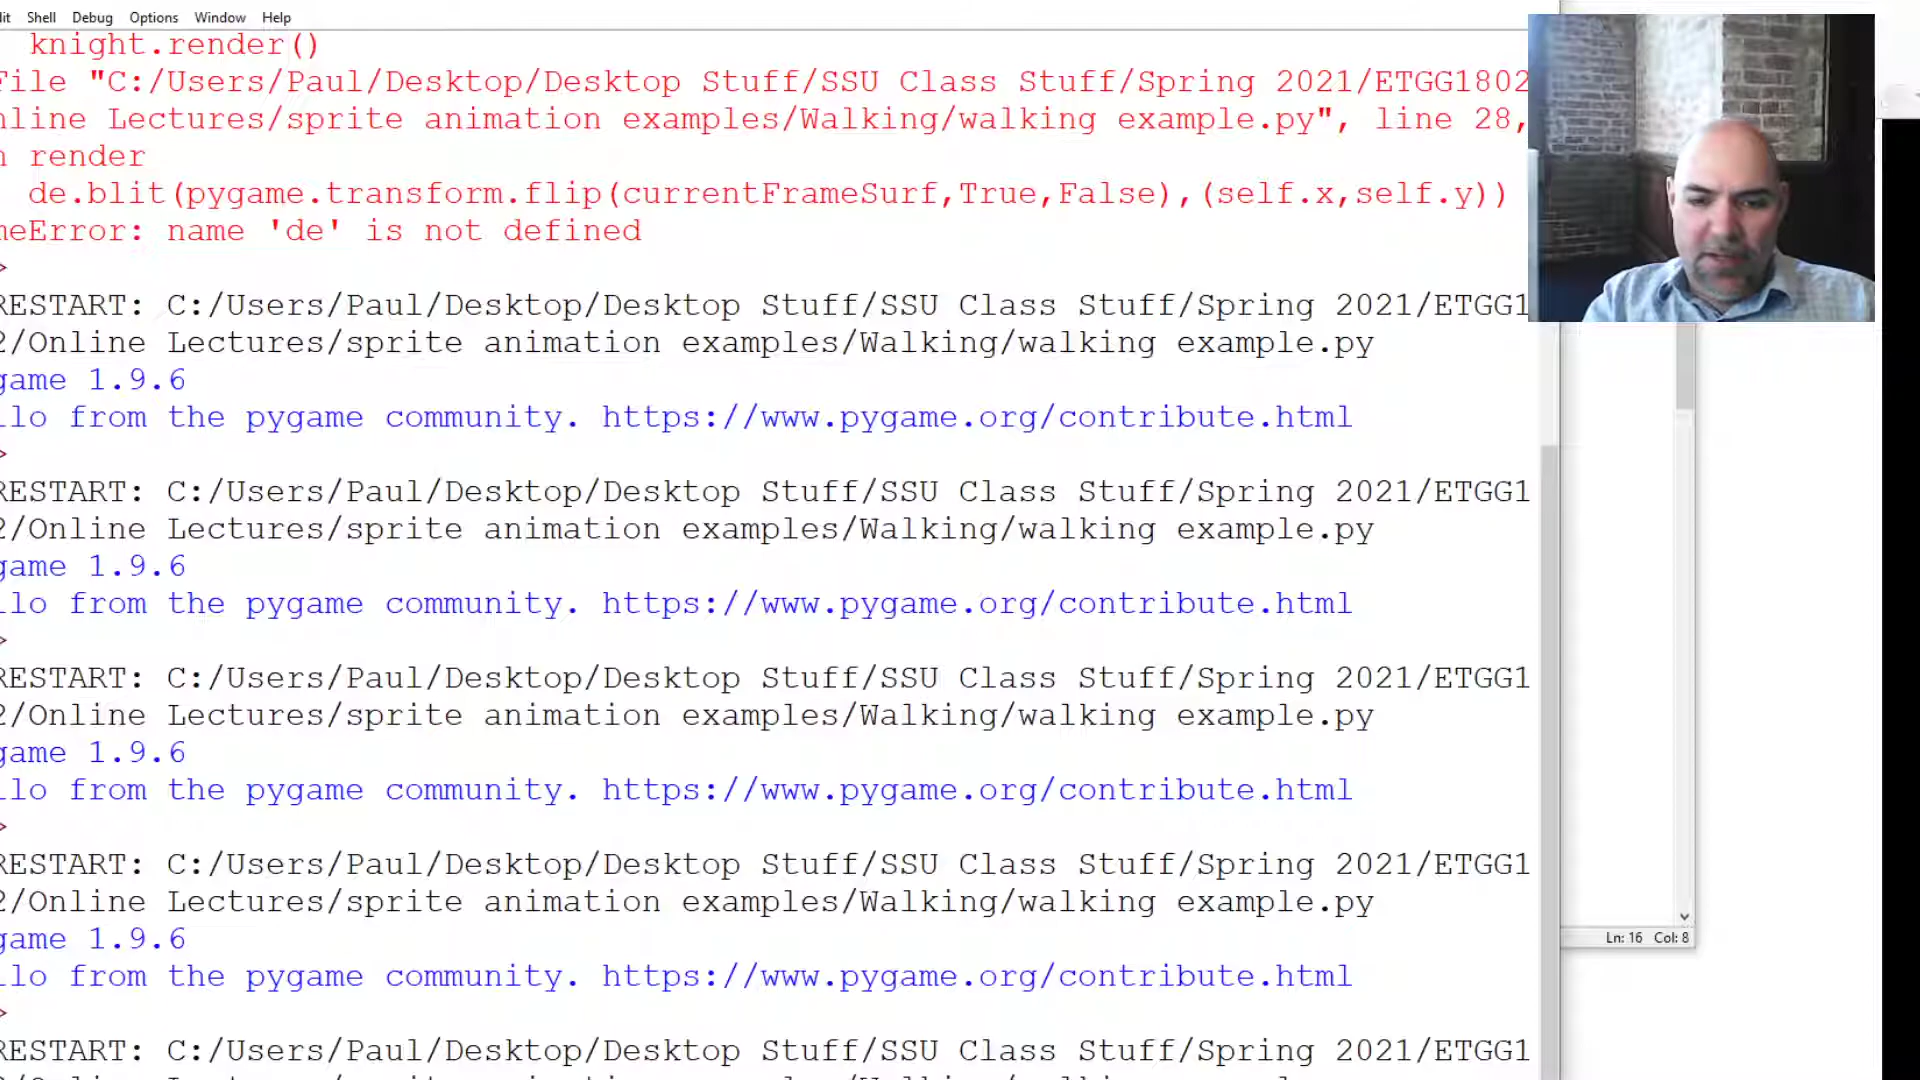 it Shell Debug Options Window Help
knight.render()
File "C:/Users/Paul/Desktop/Desktop Stuff/SSU Class Stuff/Spring 2021/ETGG1802
nline Lectures/sprite animation examples/Walking/walking example.py", line 28,
n render
de.blit(pygame.transform.flip(currentFrameSurf,True,False),(self.x,self.y))
meError: name 'de' is not defined
>
RESTART: C:/Users/Paul/Desktop/Desktop Stuff/SSU Class Stuff/Spring 2021/ETGG1
2/Online Lectures/sprite animation examples/Walking/walking example.py
game 1.9.6
llo from the pygame community. https://www.pygame.org/contribute.html
>
RESTART: C:/Users/Paul/Desktop/Desktop Stuff/SSU Class Stuff/Spring 2021/ETGG1
2/Online Lectures/sprite animation examples/Walking/walking example.py
game 1.9.6
llo from the pygame community. https://www.pygame.org/contribute.html
>
RESTART: C:/Users/Paul/Desktop/Desktop Stuff/SSU Class Stuff/Spring 2021/ETGG1
2/Online Lectures/sprite animation examples/Walking/walking example.py
game 1.9.6
llo from the pygame community. https://www.pygame.org/contribute.html
>
RESTART: C:/Users/Paul/Desktop/Desktop Stuff/SSU Class Stuff/Spring 2021/ETGG1
2/Online Lectures/sprite animation examples/Walking/walking example.py
game 1.9.6
llo from the pygame community. https://www.pygame.org/contribute.html
>
RESTART: C:/Users/Paul/Desktop/Desktop Stuff/SSU Class Stuff/Spring 2021/ETGG1
Ln: 16 Col: 8